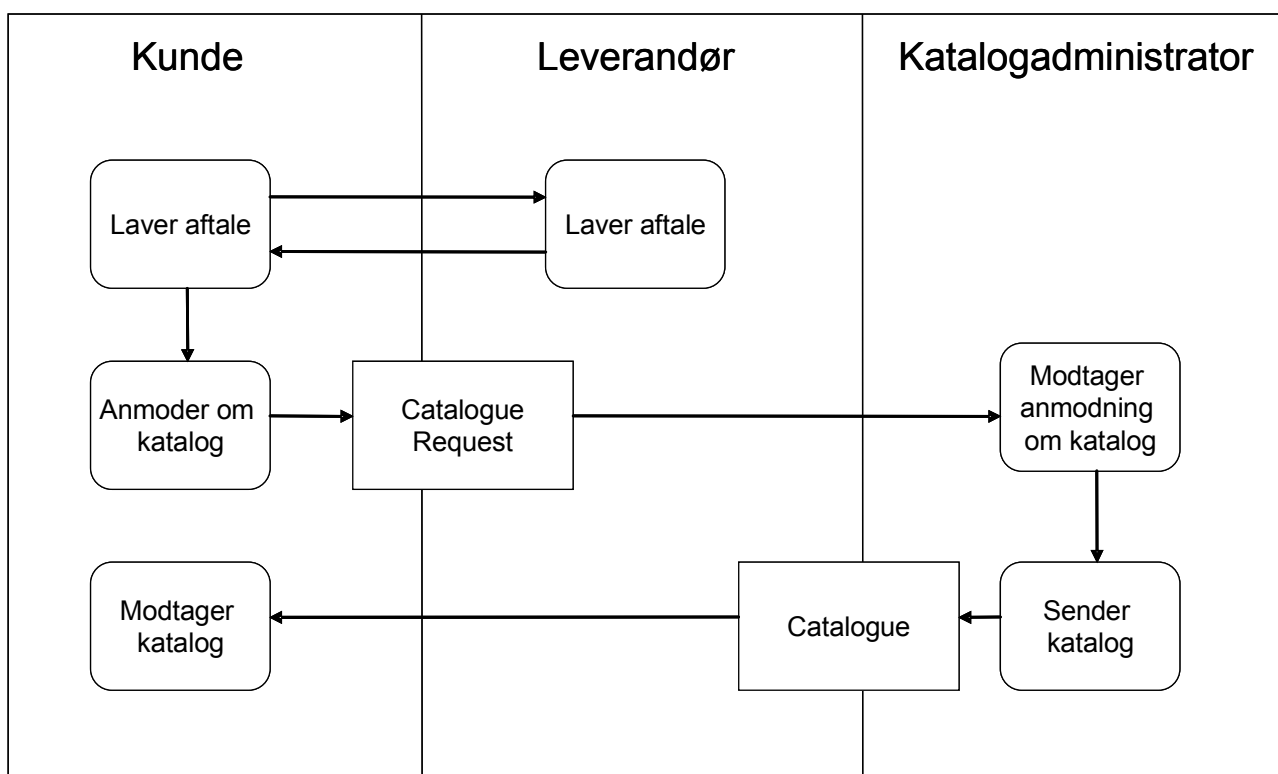 Kunde
Leverandør
Katalogadministrator
Laver aftale
Laver aftale
Anmoder om
katalog
Catalogue
Request
Modtager
anmodning
om katalog
Modtager
katalog
Catalogue
Sender
katalog